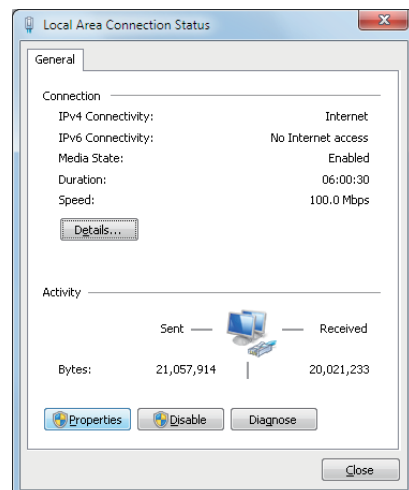 Local Area Connection Status
General
Connection
IPv4 Connectivity: Internet
IPv6 Connectivity: No Internet access
Media State: Enabled
Duration: 06:00:30
Speed: 100.0 Mbps
Details...
Activity
Sent Received
Bytes: 21,057,914 20,021,233
Properties Disable Diagnose
Close